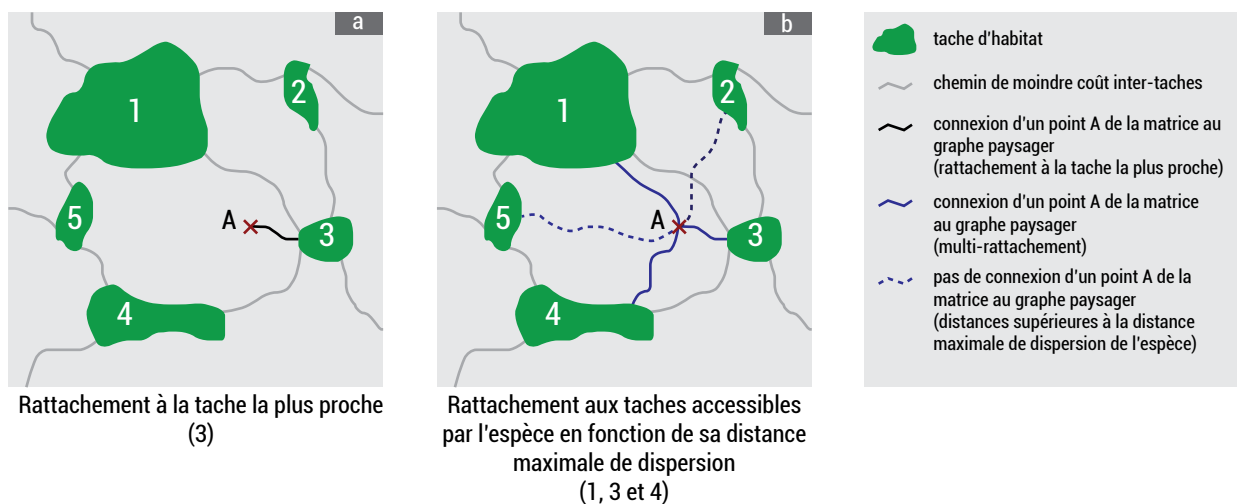 a
1
2
3
4
5
A
Rattachement à la tache la plus proche
(3)
b
1
2
3
4
5
A
Rattachement aux taches accessibles
par l'espèce en fonction de sa distance
maximale de dispersion
(1, 3 et 4)
tache d'habitat
chemin de moindre coût inter-taches
connexion d'un point A de la matrice au
graphe paysager
(rattachement à la tache la plus proche)
connexion d'un point A de la matrice
au graphe paysager
(multi-rattachement)
pas de connexion d'un point A de la
matrice au graphe paysager
(distances supérieures à la distance
maximale de dispersion de l'espèce)